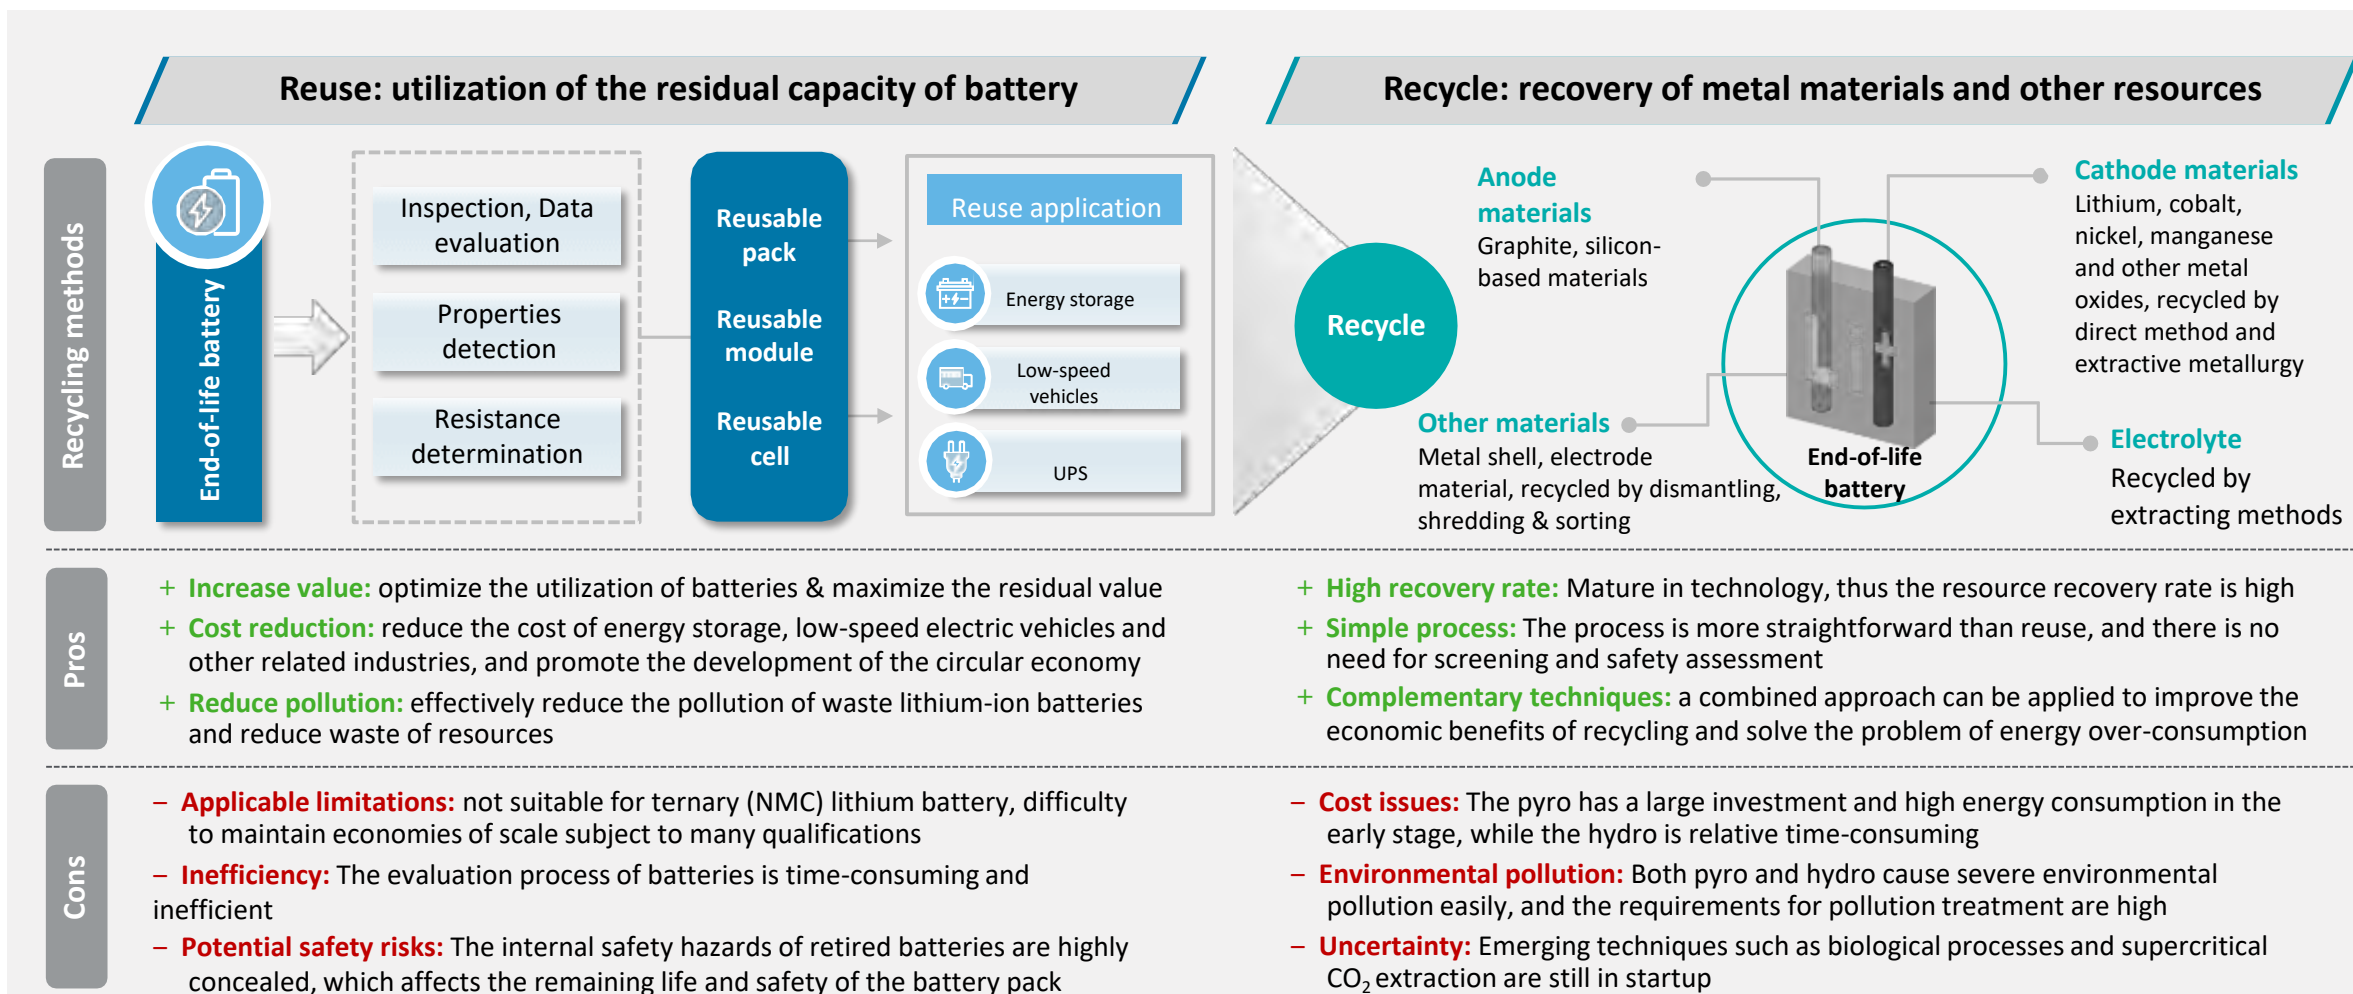 Reuse: utilization of the residual capacity of battery
Recycle: recovery of metal materials and other resources
Recycling methods
End-of-life battery
Inspection, Data
evaluation
Properties
detection
Resistance
determination
Reusable
pack
Reusable
module
Reusable
cell
Reuse application
Energy storage
Low-speed
vehicles
UPS
Recycle
Anode
materials
Graphite, silicon-
based materials
Cathode materials
Lithium, cobalt,
nickel, manganese
and other metal
oxides, recycled by
direct method and
extractive metallurgy
Other materials
Metal shell, electrode
material, recycled by dismantling,
shredding & sorting
End-of-life
battery
Electrolyte
Recycled by
extracting methods
Pros
+ Increase value: optimize the utilization of batteries & maximize the residual value
+ Cost reduction: reduce the cost of energy storage, low-speed electric vehicles and
other related industries, and promote the development of the circular economy
+ Reduce pollution: effectively reduce the pollution of waste lithium-ion batteries
and reduce waste of resources
+ High recovery rate: Mature in technology, thus the resource recovery rate is high
+ Simple process: The process is more straightforward than reuse, and there is no
need for screening and safety assessment
+ Complementary techniques: a combined approach can be applied to improve the
economic benefits of recycling and solve the problem of energy over-consumption
Cons
– Applicable limitations: not suitable for ternary (NMC) lithium battery, difficulty
to maintain economies of scale subject to many qualifications
– Inefficiency: The evaluation process of batteries is time-consuming and
inefficient
– Potential safety risks: The internal safety hazards of retired batteries are highly
concealed, which affects the remaining life and safety of the battery pack
– Cost issues: The pyro has a large investment and high energy consumption in the
early stage, while the hydro is relative time-consuming
– Environmental pollution: Both pyro and hydro cause severe environmental
pollution easily, and the requirements for pollution treatment are high
– Uncertainty: Emerging techniques such as biological processes and supercritical
CO₂ extraction are still in startup